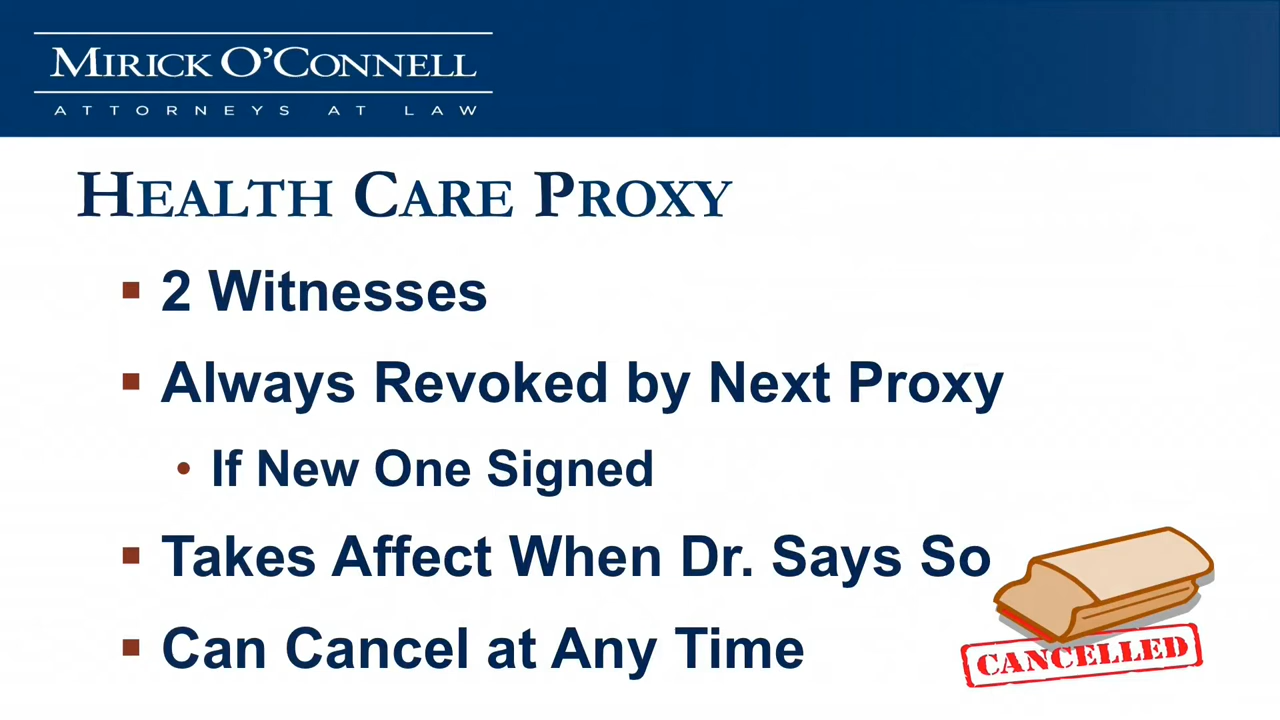 MIRICK O'CONNELL
ATTORNEYS AT LAW
HEALTH CARE PROXY
▪ 2 Witnesses
▪ Always Revoked by Next Proxy
• If New One Signed
▪ Takes Affect When Dr. Says So
▪ Can Cancel at Any Time
CANCELLED